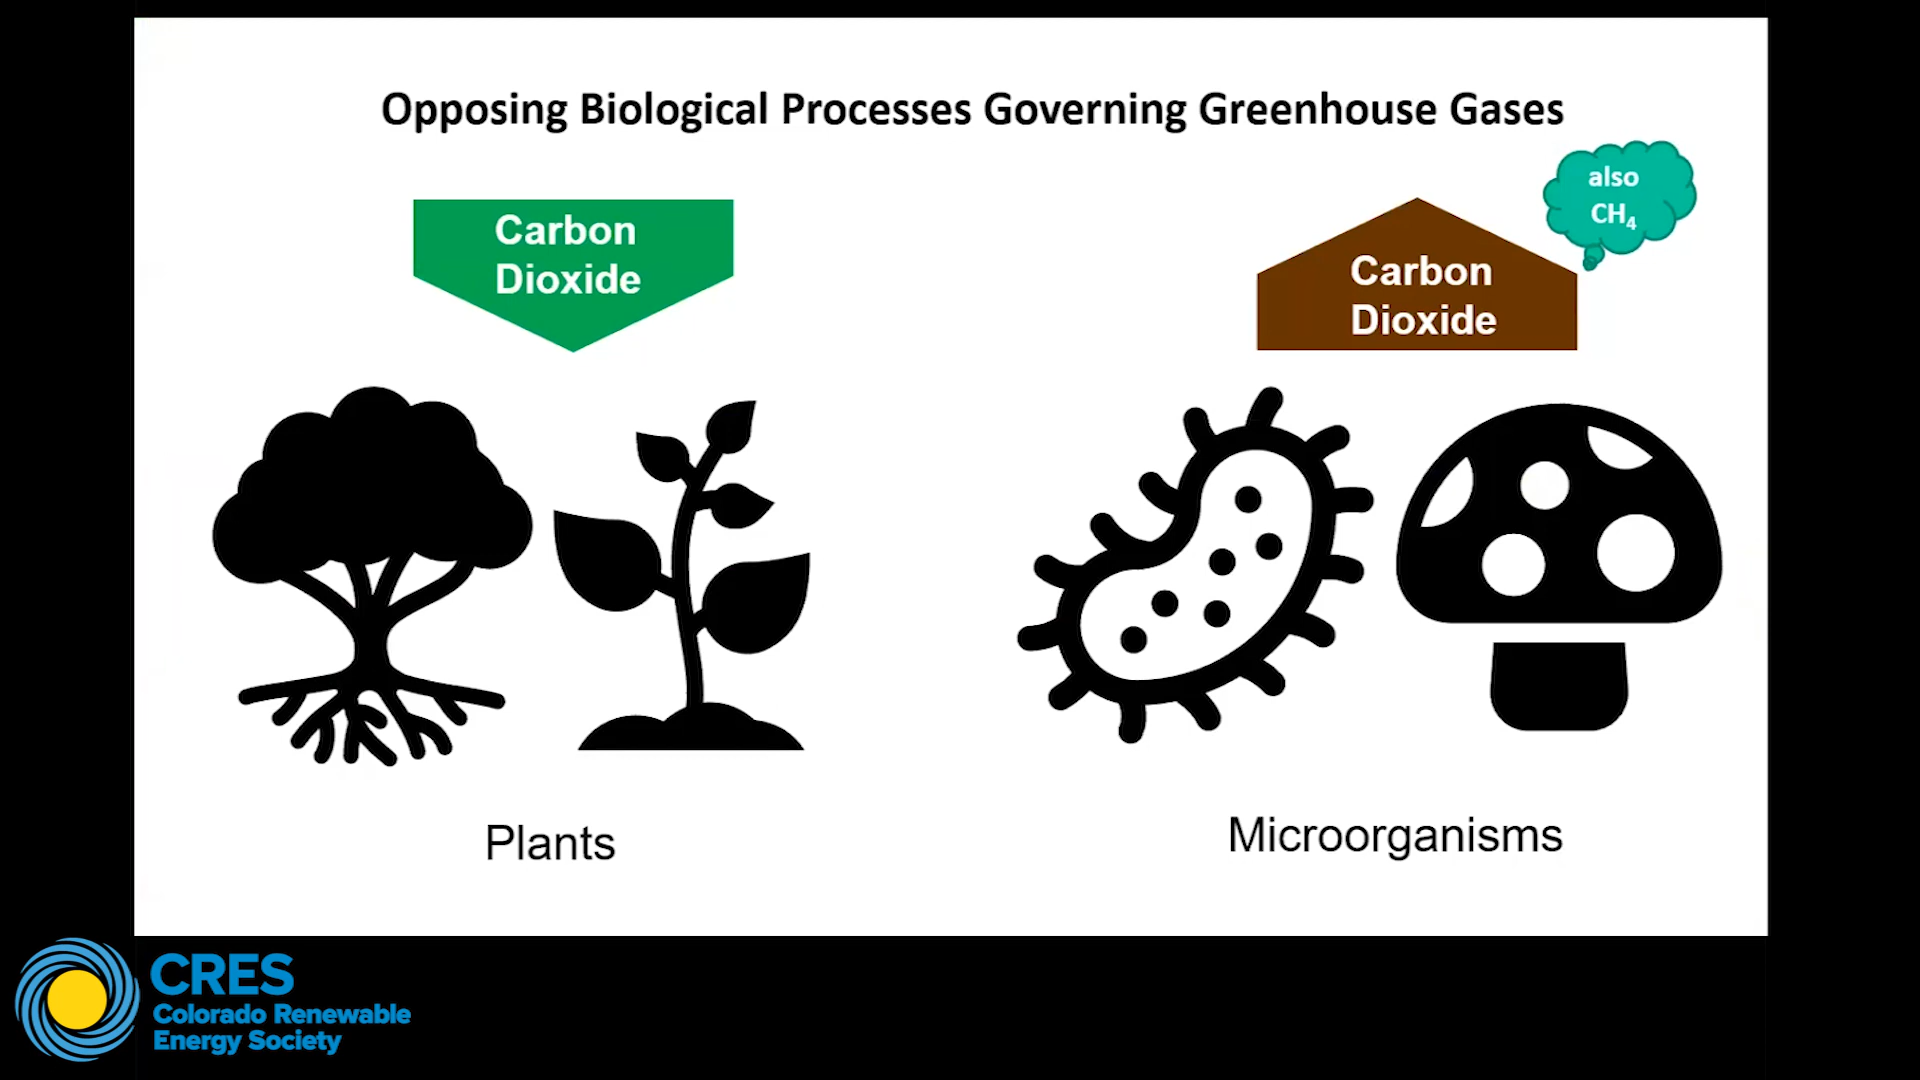 Opposing Biological Processes Governing Greenhouse Gases
also
CH₄
Carbon
Dioxide
Carbon
Dioxide
Plants
Microorganisms
CRES
Colorado Renewable
Energy Society